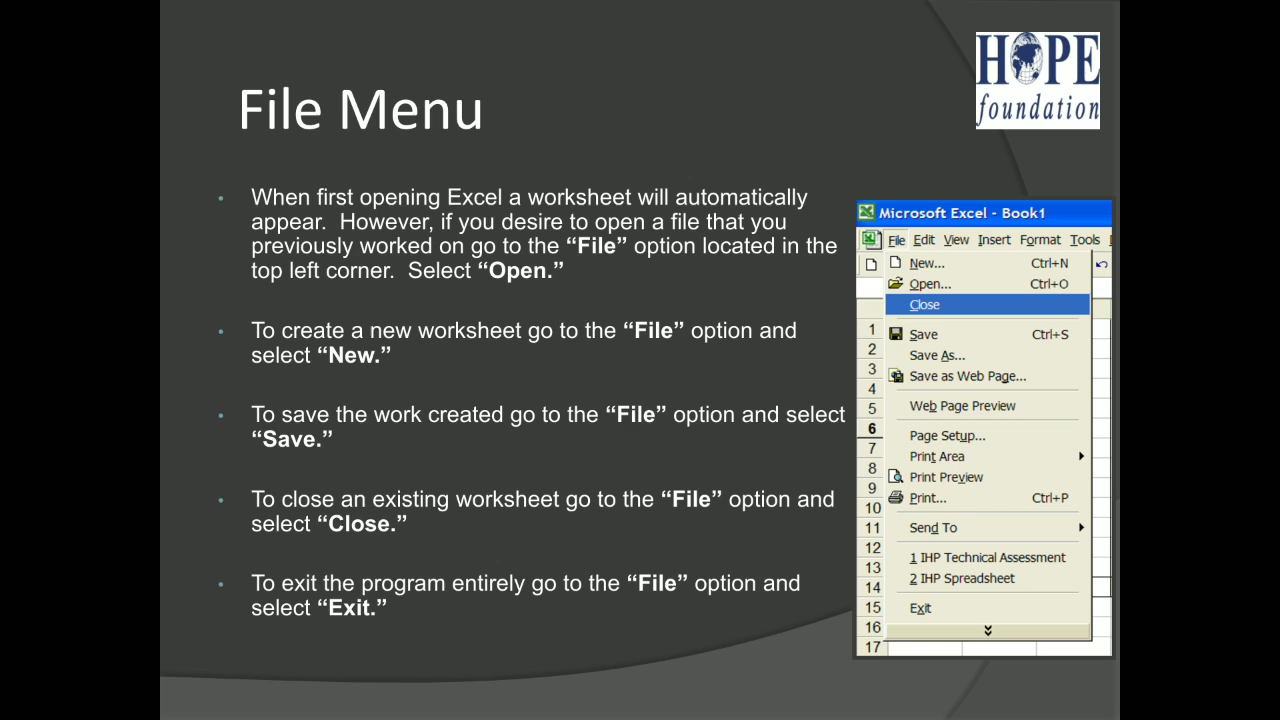 HOPE
foundation
File Menu
• When first opening Excel a worksheet will automatically
appear. However, if you desire to open a file that you
previously worked on go to the “File” option located in the
top left corner. Select “Open.”
• To create a new worksheet go to the “File” option and
select “New.”
• To save the work created go to the “File” option and select
“Save.”
• To close an existing worksheet go to the “File” option and
select “Close.”
• To exit the program entirely go to the “File” option and
select “Exit.”
Microsoft Excel - Book1
File Edit View Insert Format Tools
New... Ctrl+N
Open... Ctrl+O
Close
Save Ctrl+S
Save As...
Save as Web Page...
Web Page Preview
Page Setup...
Print Area
Print Preview
Print... Ctrl+P
Send To
1 IHP Technical Assessment
2 IHP Spreadsheet
Exit
1
2
3
4
5
6
7
8
9
10
11
12
13
14
15
16
17